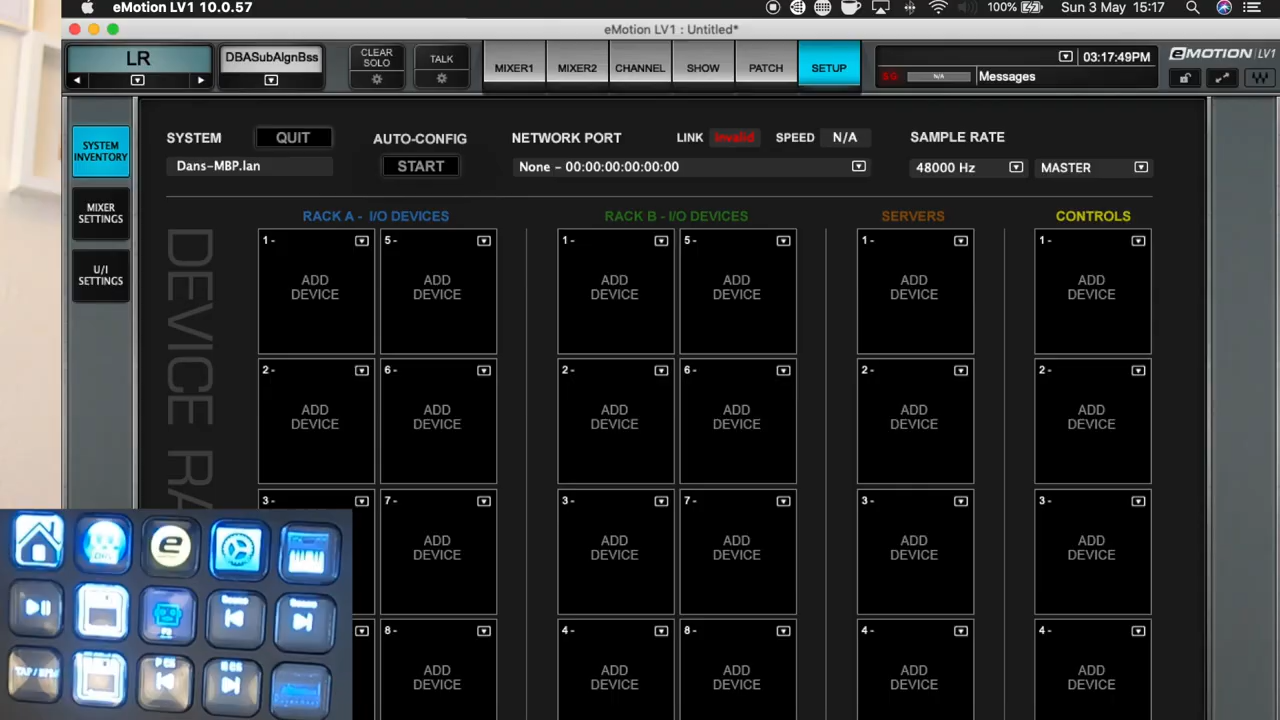 eMotion LV1 10.0.57
100%
Sun 3 May 15:17
eMotion LV1 : Untitled*
LR
DBASubAlgnBss
CLEAR
SOLO
TALK
MIXER1
MIXER2
CHANNEL
SHOW
PATCH
SETUP
N/A
Messages
03:17:49PM
eMOTION LV1
SYSTEM
INVENTORY
MIXER
SETTINGS
U/I
SETTINGS
SYSTEM
QUIT
Dans-MBP.lan
AUTO-CONFIG
START
NETWORK PORT
LINK
Invalid
SPEED
N/A
None - 00:00:00:00:00:00
SAMPLE RATE
48000 Hz
MASTER
DEVICE RA
RACK A - I/O DEVICES
RACK B - I/O DEVICES
SERVERS
CONTROLS
1 -
ADD
DEVICE
5 -
ADD
DEVICE
1 -
ADD
DEVICE
5 -
ADD
DEVICE
1 -
ADD
DEVICE
1 -
ADD
DEVICE
2 -
ADD
DEVICE
6 -
ADD
DEVICE
2 -
ADD
DEVICE
6 -
ADD
DEVICE
2 -
ADD
DEVICE
2 -
ADD
DEVICE
3 -
7 -
ADD
DEVICE
3 -
ADD
DEVICE
7 -
ADD
DEVICE
3 -
ADD
DEVICE
3 -
ADD
DEVICE
8 -
ADD
DEVICE
4 -
ADD
DEVICE
8 -
ADD
DEVICE
4 -
ADD
DEVICE
4 -
ADD
DEVICE
e